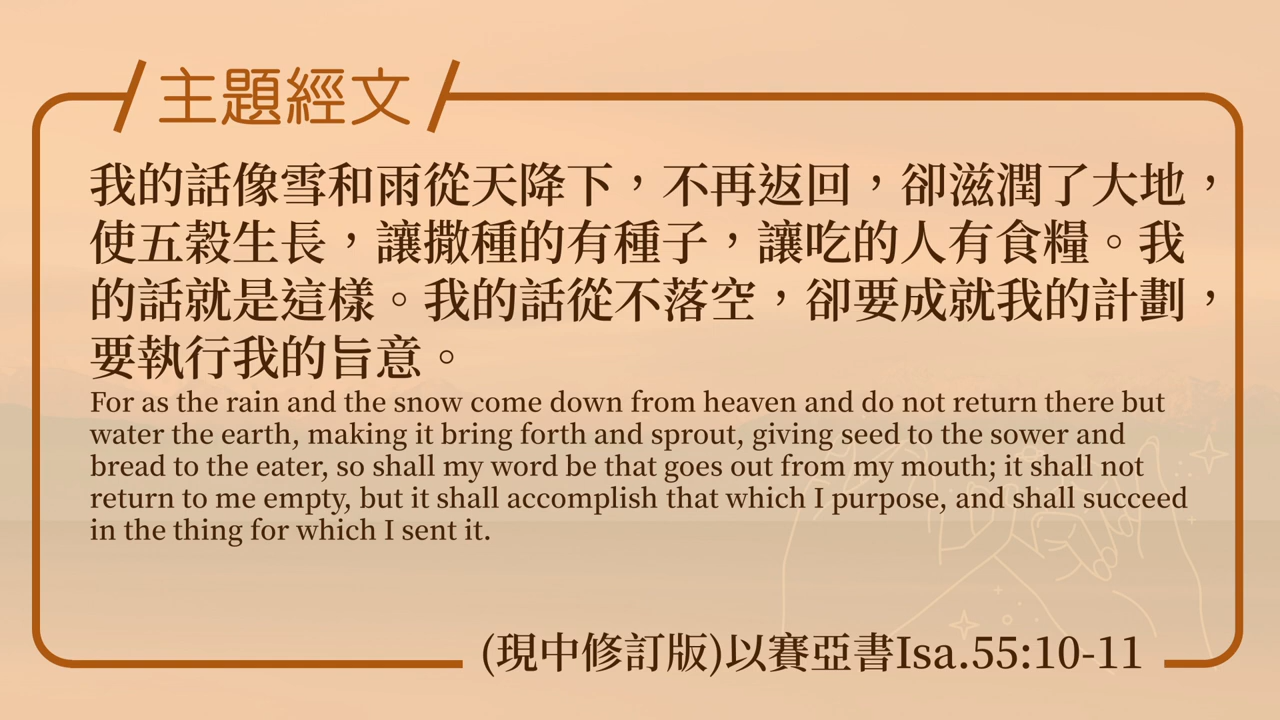 主題經文
我的話像雪和雨從天降下，不再返回，卻滋潤了大地，
使五穀生長，讓撒種的有種子，讓吃的人有食糧。我
的話就是這樣。我的話從不落空，卻要成就我的計劃，
要執行我的旨意。
For as the rain and the snow come down from heaven and do not return there but
water the earth, making it bring forth and sprout, giving seed to the sower and
bread to the eater, so shall my word be that goes out from my mouth; it shall not
return to me empty, but it shall accomplish that which I purpose, and shall succeed
in the thing for which I sent it.
(現中修訂版)以賽亞書Isa.55:10-11